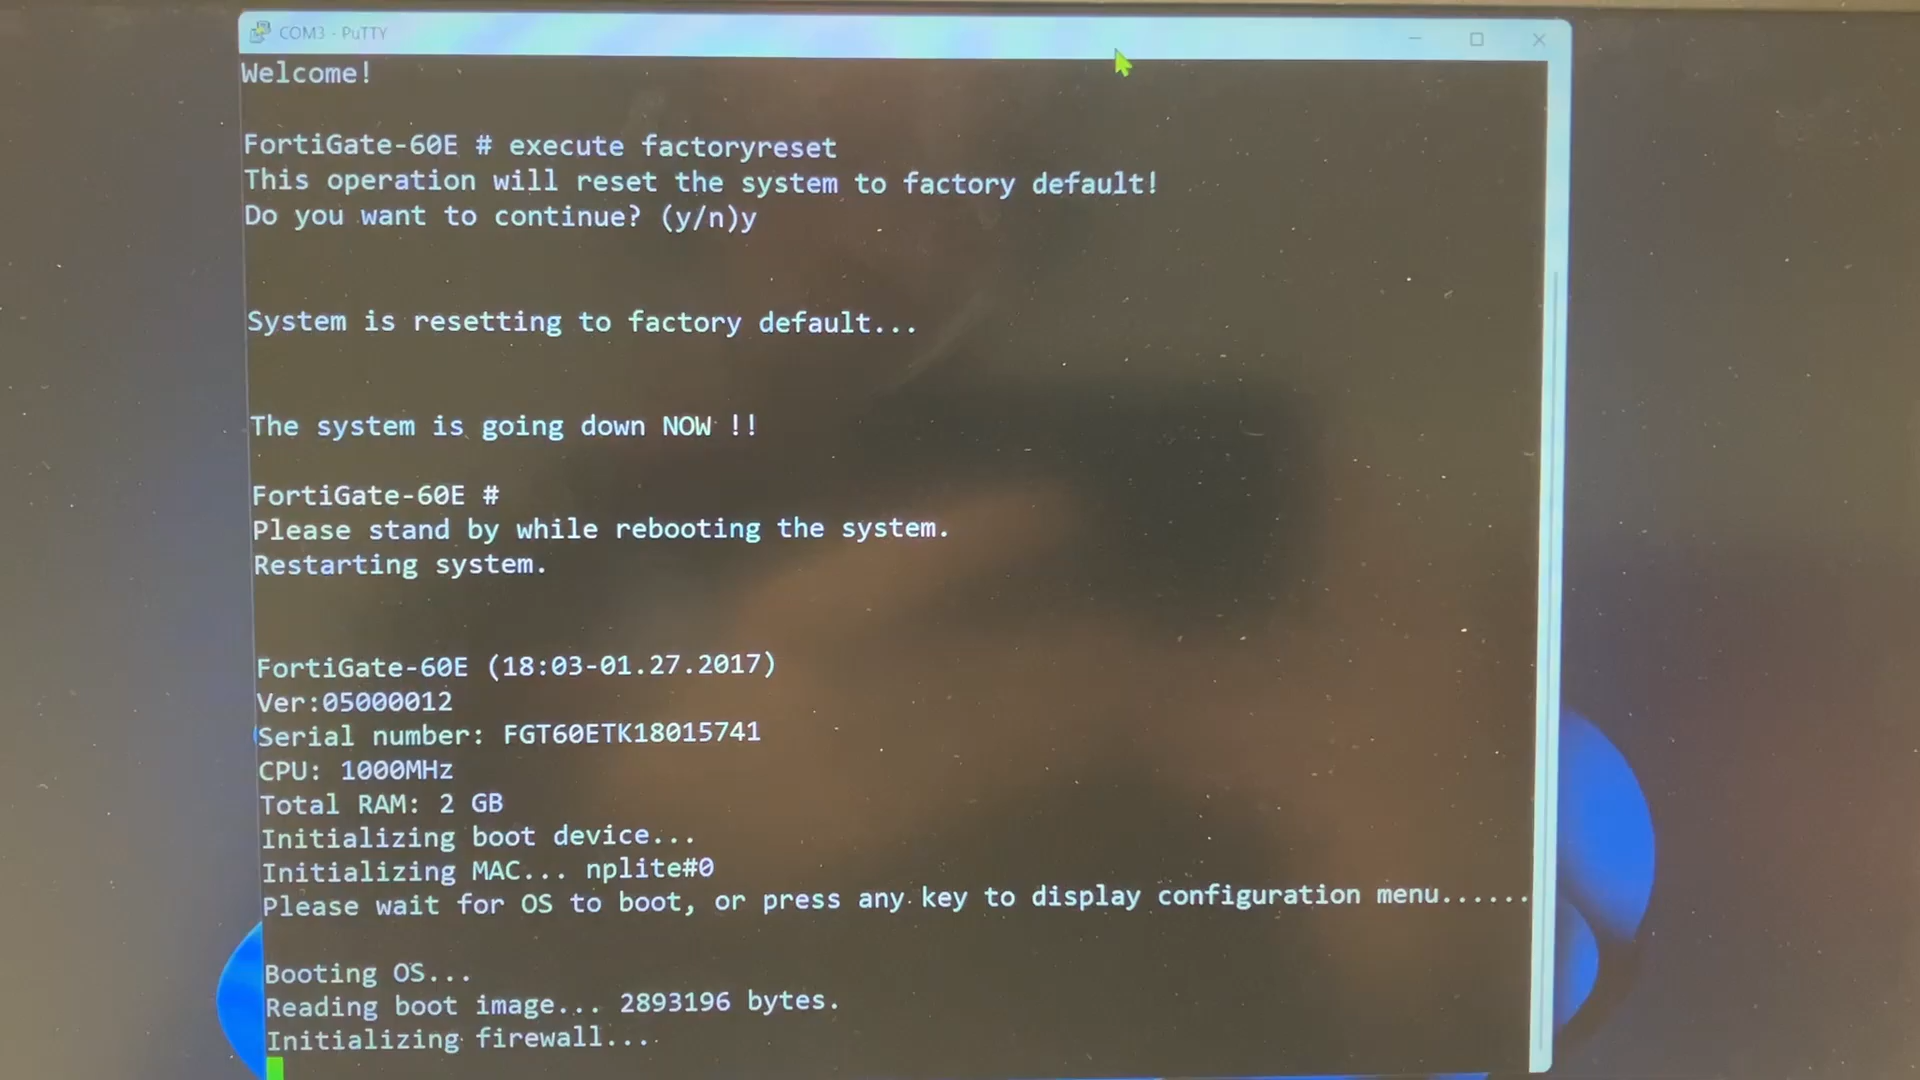 COM3 - PuTTY
Welcome!
FortiGate-60E # execute factoryreset
This operation will reset the system to factory default!
Do you want to continue? (y/n)y
System is resetting to factory default...
The system is going down NOW !!
FortiGate-60E #
Please stand by while rebooting the system.
Restarting system.
FortiGate-60E (18:03-01.27.2017)
Ver:05000012
Serial number: FGT60ETK18015741
CPU: 1000MHz
Total RAM: 2 GB
Initializing boot device...
Initializing MAC... nplite#0
Please wait for OS to boot, or press any key to display configuration menu......
Booting OS...
Reading boot image... 2893196 bytes.
Initializing firewall...